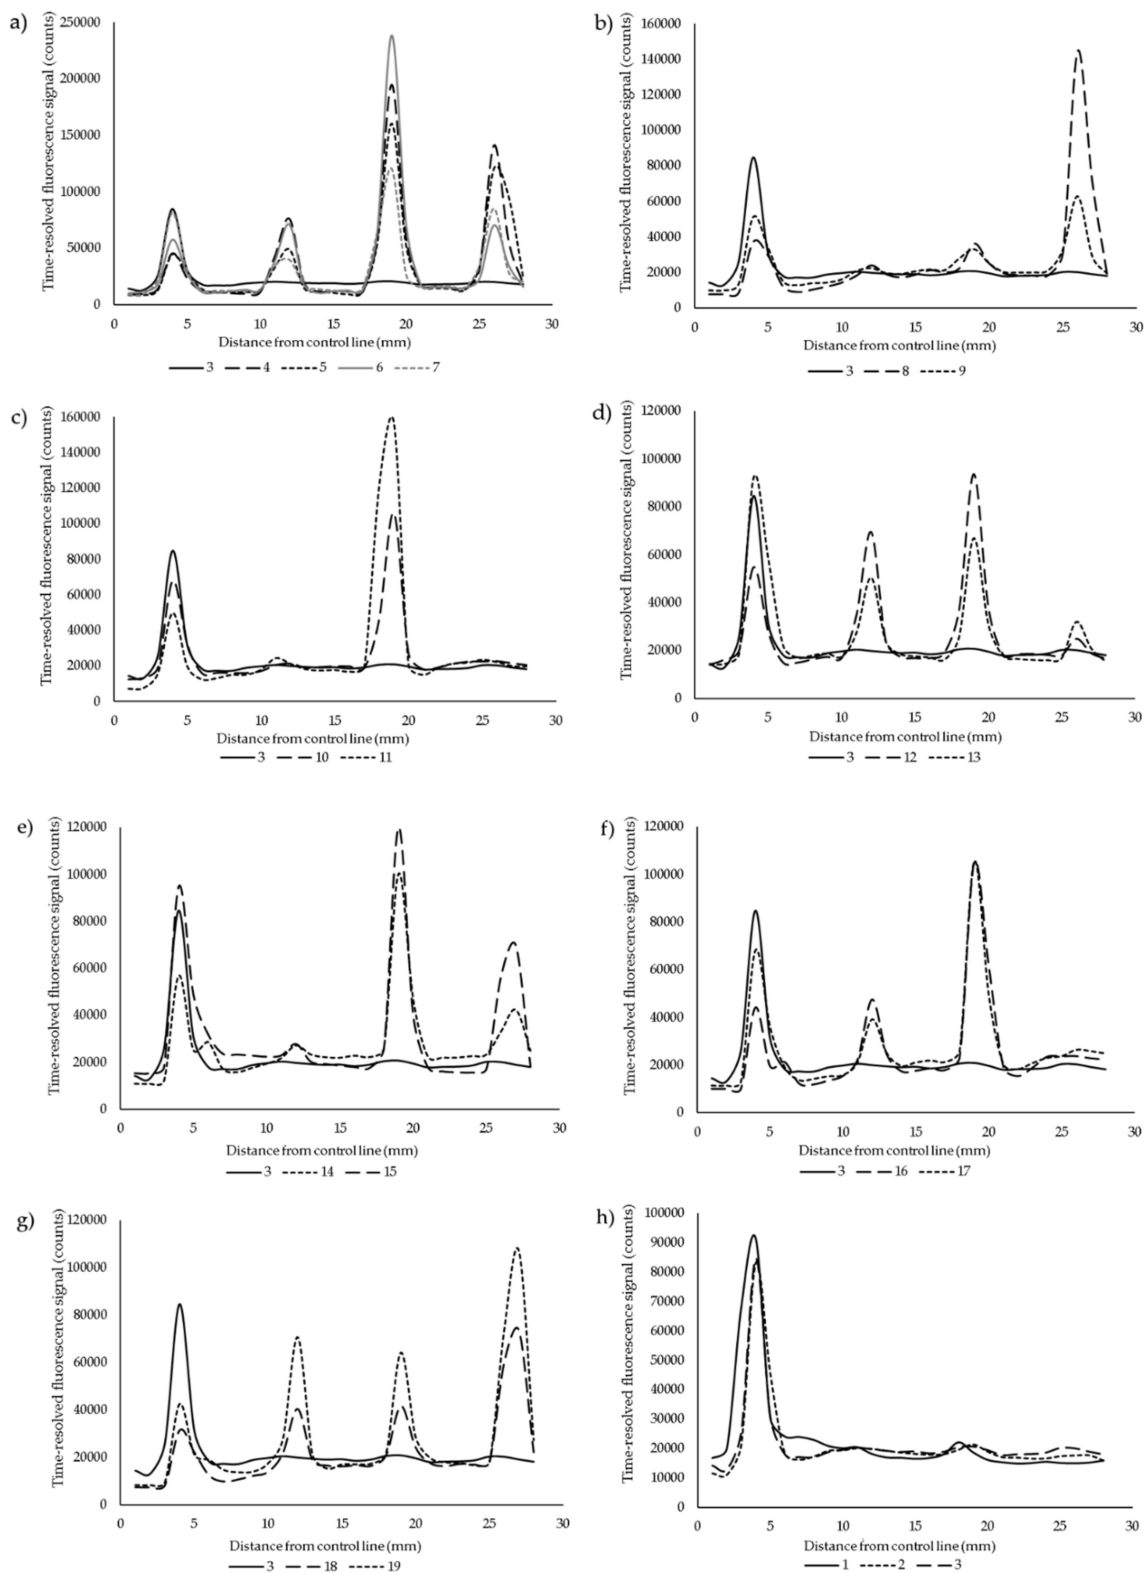 a)
Time-resolved fluorescence signal (counts)
250000
200000
150000
100000
50000
0
0 5 10 15 20 25 30
Distance from control line (mm)
3 4 5 6 7
b)
Time-resolved fluorescence signal (counts)
160000
140000
120000
100000
80000
60000
40000
20000
0
0 5 10 15 20 25 30
Distance from control line (mm)
3 8 9
c)
Time-resolved fluorescence signal (counts)
160000
140000
120000
100000
80000
60000
40000
20000
0
0 5 10 15 20 25 30
Distance from control line (mm)
3 10 11
d)
Time-resolved fluorescence signal (counts)
120000
100000
80000
60000
40000
20000
0
0 5 10 15 20 25 30
Distance from control line (mm)
3 12 13
e)
Time-resolved fluorescence signal (counts)
120000
100000
80000
60000
40000
20000
0
0 5 10 15 20 25 30
Distance from control line (mm)
3 14 15
f)
Time-resolved fluorescence signal (counts)
120000
100000
80000
60000
40000
20000
0
0 5 10 15 20 25 30
Distance from control line (mm)
3 16 17
g)
Time-resolved fluorescence signal (counts)
120000
100000
80000
60000
40000
20000
0
0 5 10 15 20 25 30
Distance from control line (mm)
3 18 19
h)
Time-resolved fluorescence signal (counts)
100000
90000
80000
70000
60000
50000
40000
30000
20000
10000
0
0 5 10 15 20 25 30
Distance from control line (mm)
1 2 3